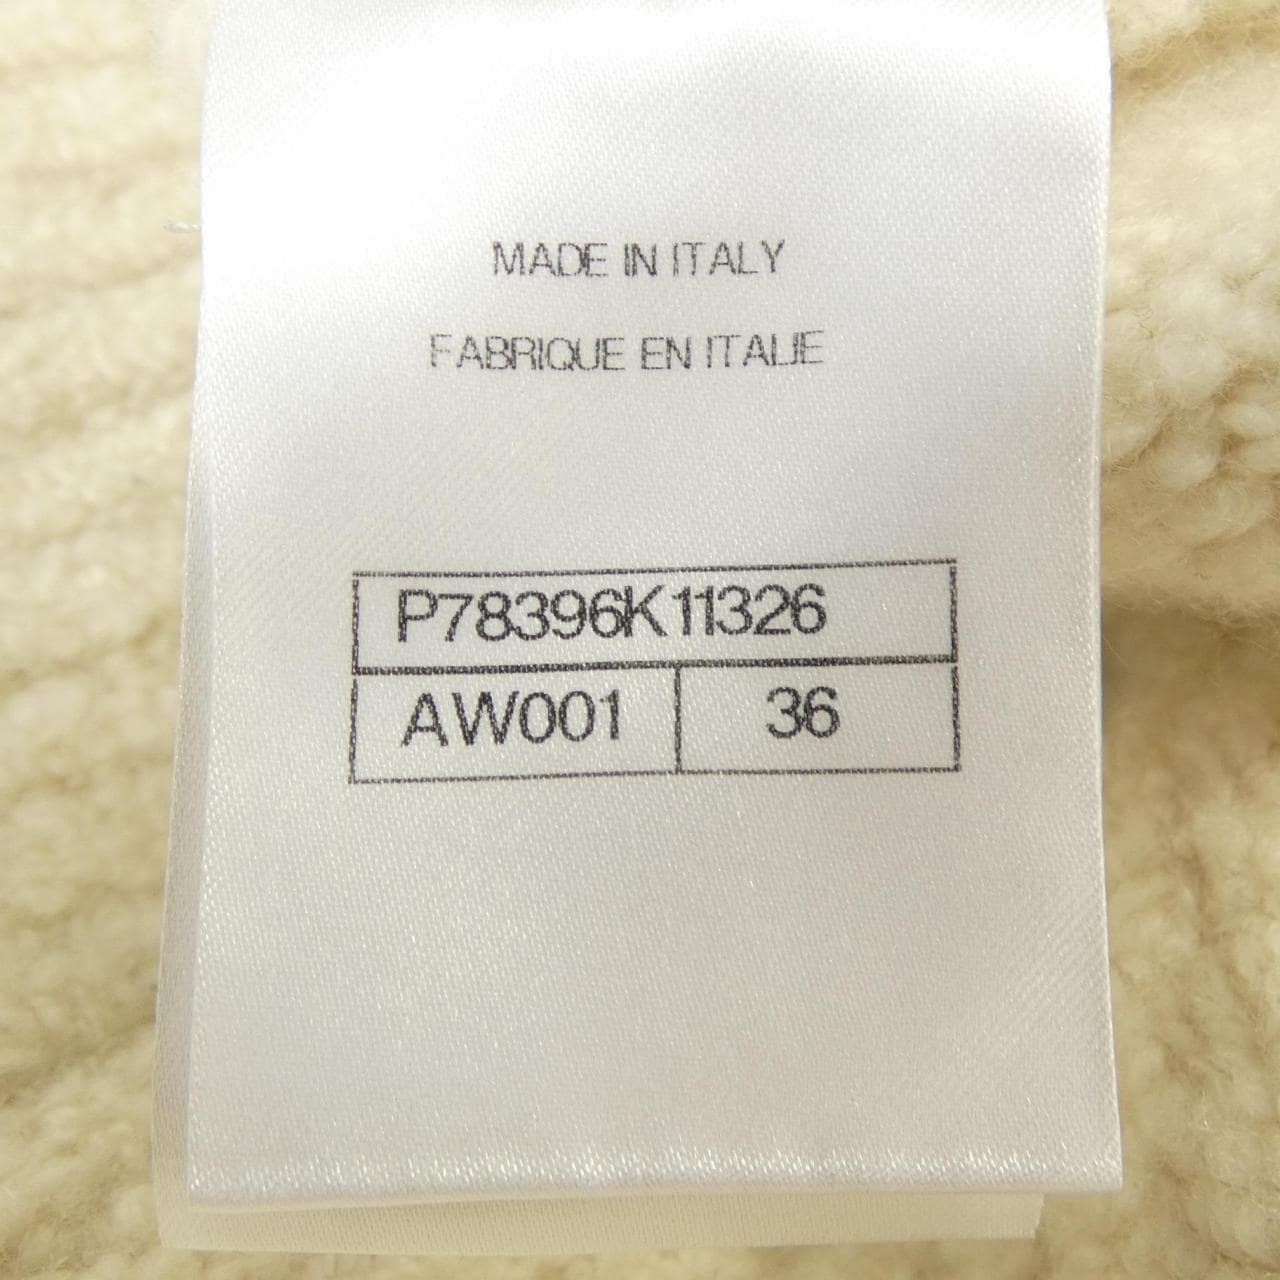 MADE IN ITALY
FABRIQUE EN ITALIE
P78396K11326
AW001 36